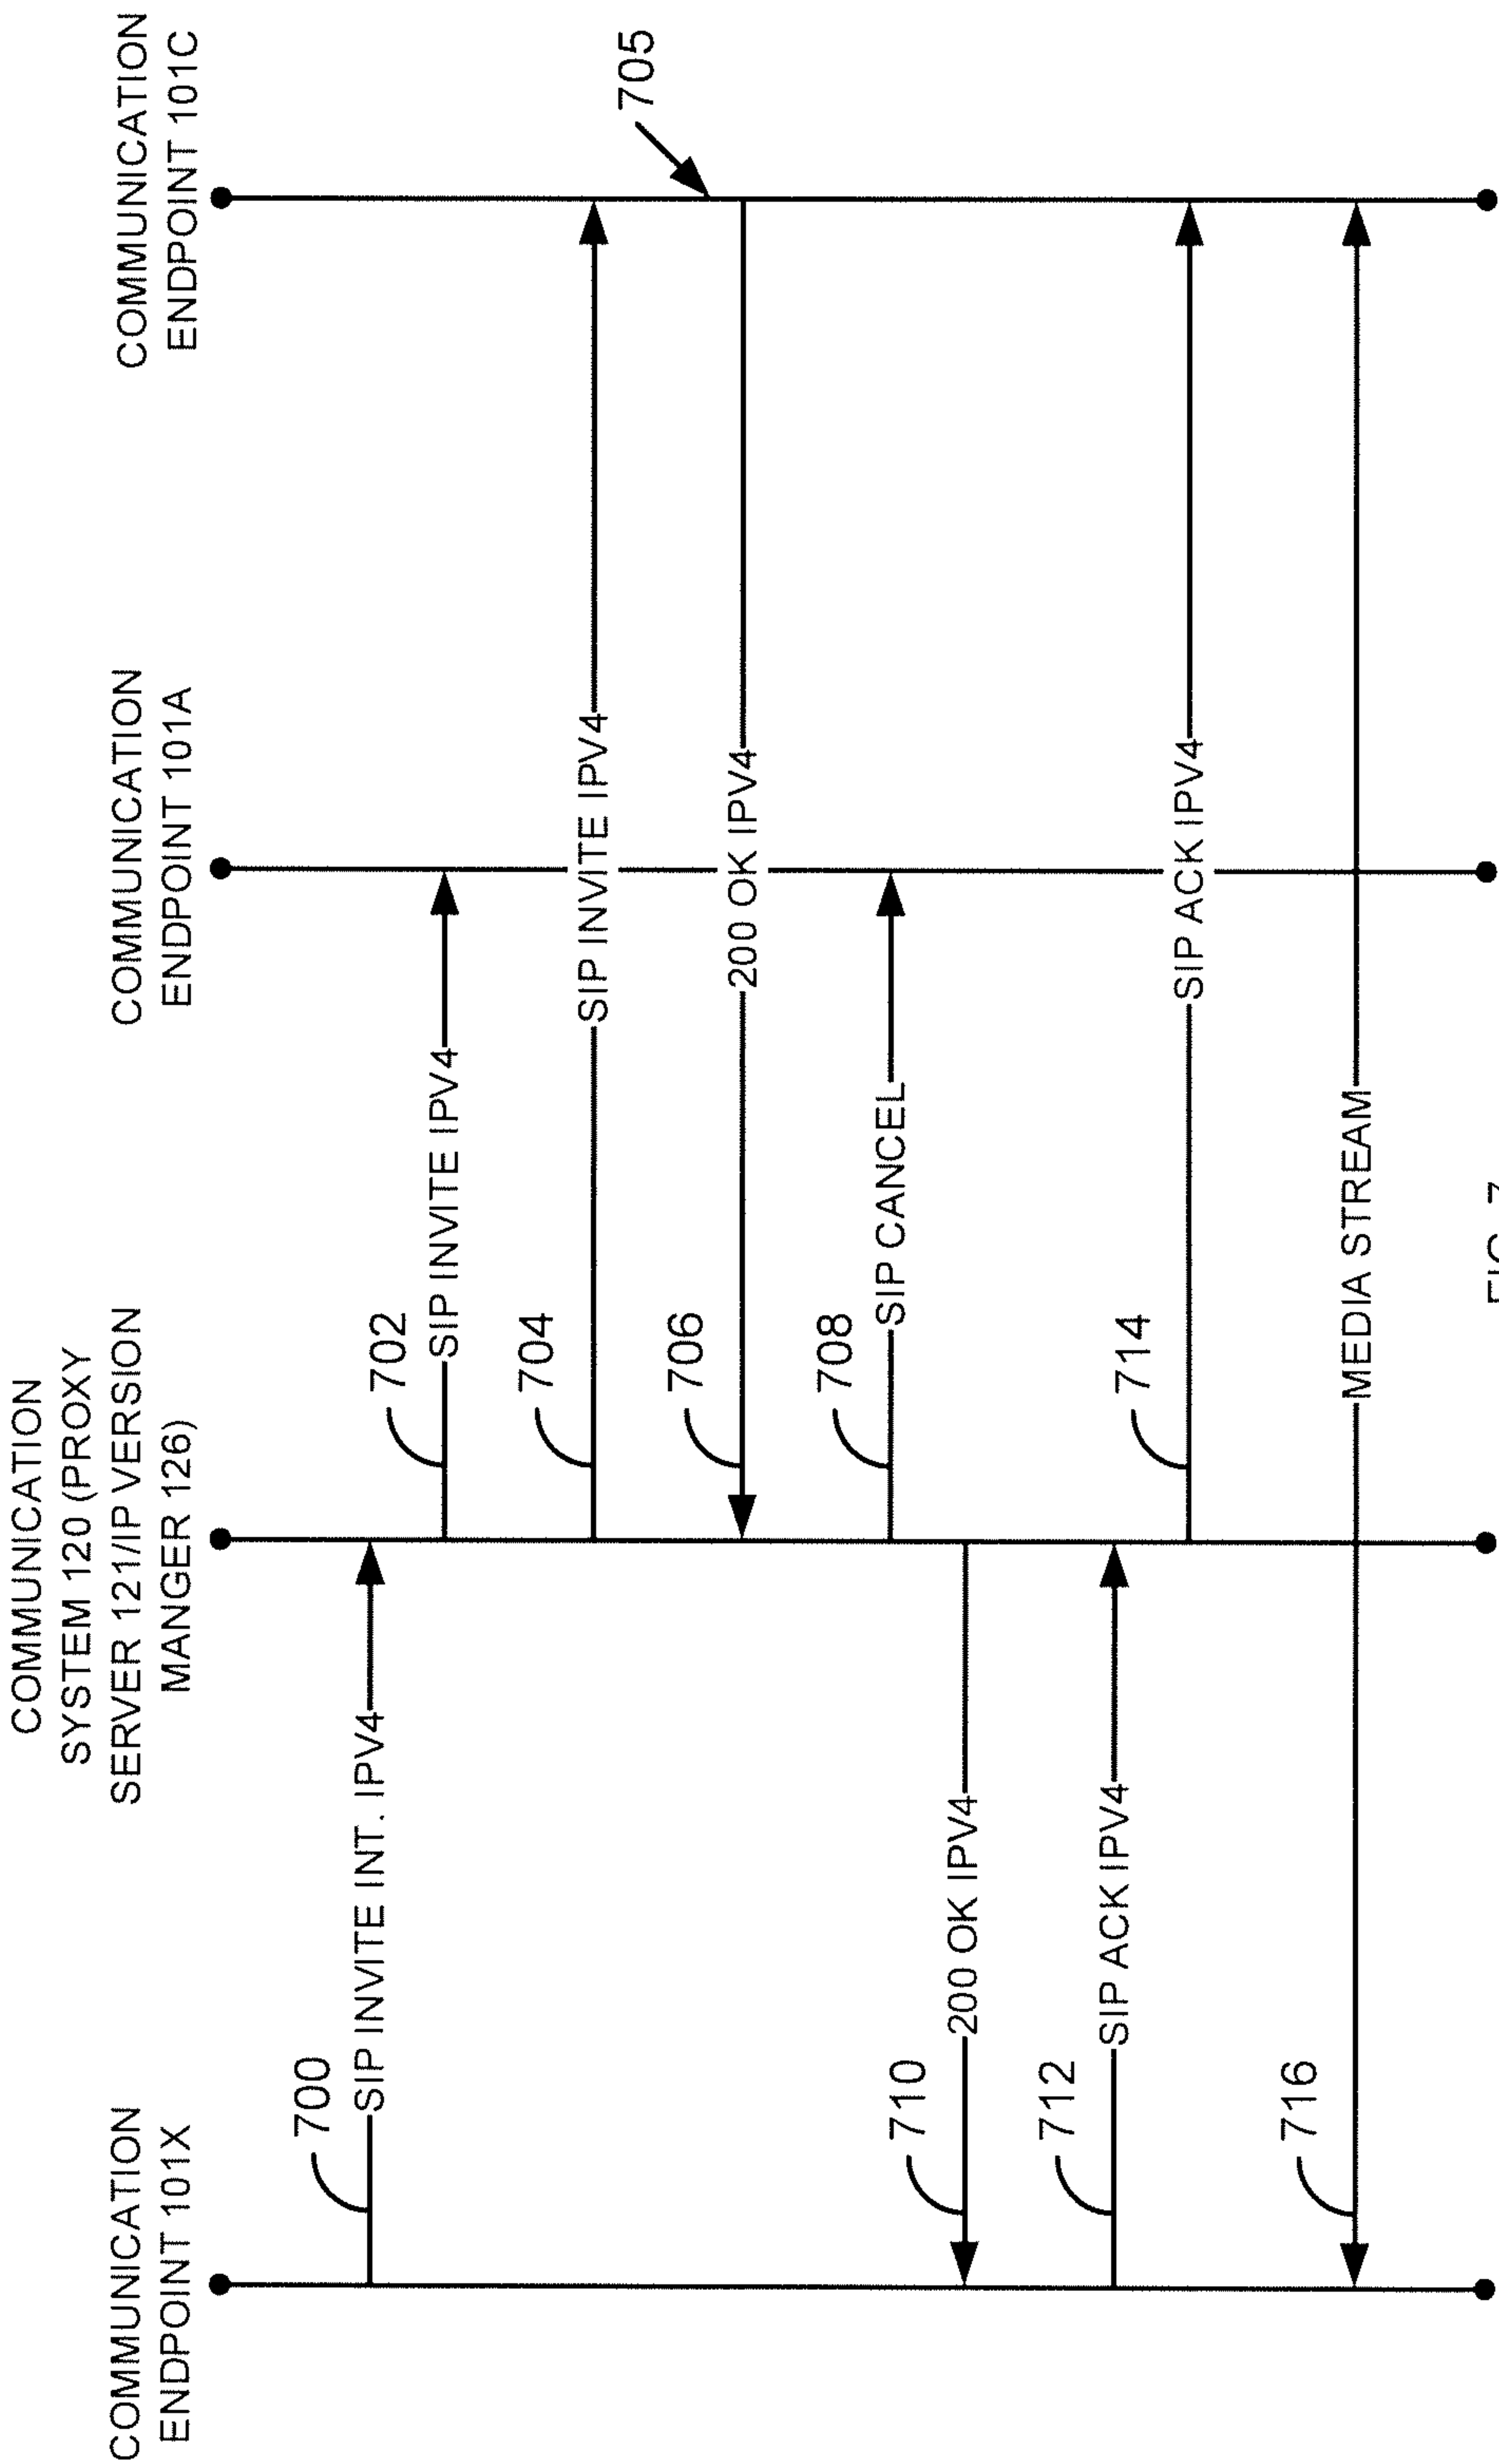 COMMUNICATION
ENDPOINT 101X
COMMUNICATION
SYSTEM 120 (PROXY
SERVER 121/IP VERSION
MANGER 126)
COMMUNICATION
ENDPOINT 101A
COMMUNICATION
ENDPOINT 101C
700
SIP INVITE INT. IPV4
702
SIP INVITE IPV4
704
SIP INVITE IPV4
705
706
200 OK IPV4
708
SIP CANCEL
710
200 OK IPV4
712
SIP ACK IPV4
714
SIP ACK IPV4
716
MEDIA STREAM
FIG. 7